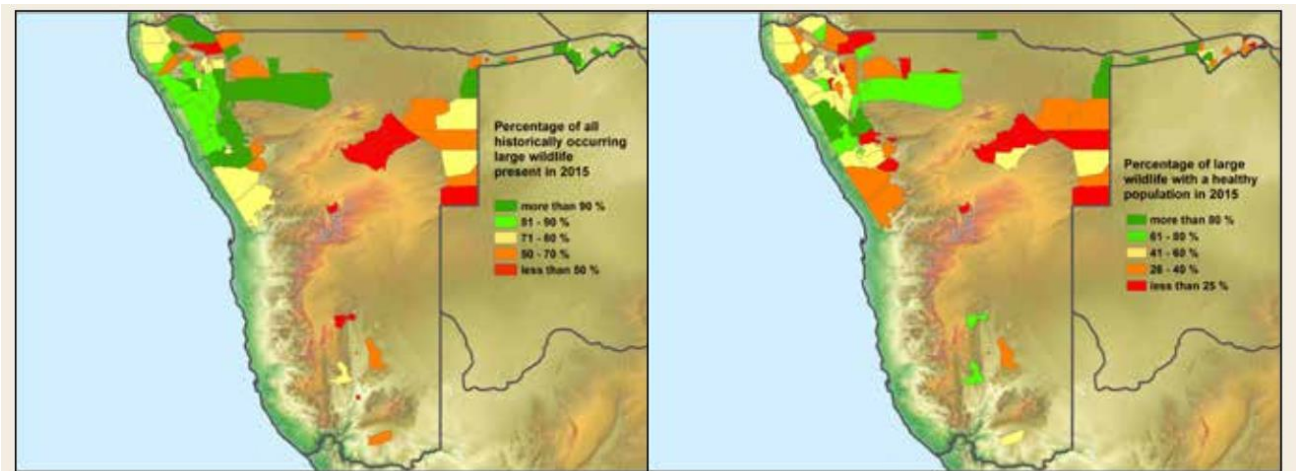 Percentage of all
historically occurring
large wildlife
present in 2015
more than 90 %
81 - 90 %
71 - 80 %
50 - 70 %
less than 50 %
Percentage of large
wildlife with a healthy
population in 2015
more than 80 %
61 - 80 %
41 - 60 %
26 - 40 %
less than 25 %